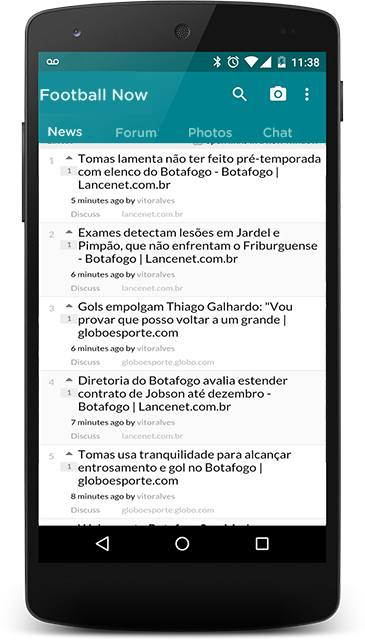 11:38
Football Now
News Forum Photos Chat
1 Tomas lamenta não ter feito pré-temporada
1 com elenco do Botafogo - Botafogo |
Lancenet.com.br
5 minutes ago by vitoralves
Discuss lancenet.com.br
2 Exames detectam lesões em Jardel e
1 Pimpão, que não enfrentam o Friburguense
- Botafogo | Lancenet.com.br
6 minutes ago by vitoralves
Discuss lancenet.com.br
3 Gols empolgam Thiago Galhardo: "Vou
1 provar que posso voltar a um grande |
globoesporte.com
6 minutes ago by vitoralves
Discuss globoesporte.globo.com
4 Diretoria do Botafogo avalia estender
1 contrato de Jobson até dezembro -
Botafogo | Lancenet.com.br
7 minutes ago by vitoralves
Discuss lancenet.com.br
5 Tomas usa tranquilidade para alcançar
1 entrosamento e gol no Botafogo |
globoesporte.com
8 minutes ago by vitoralves
Discuss globoesporte.globo.com